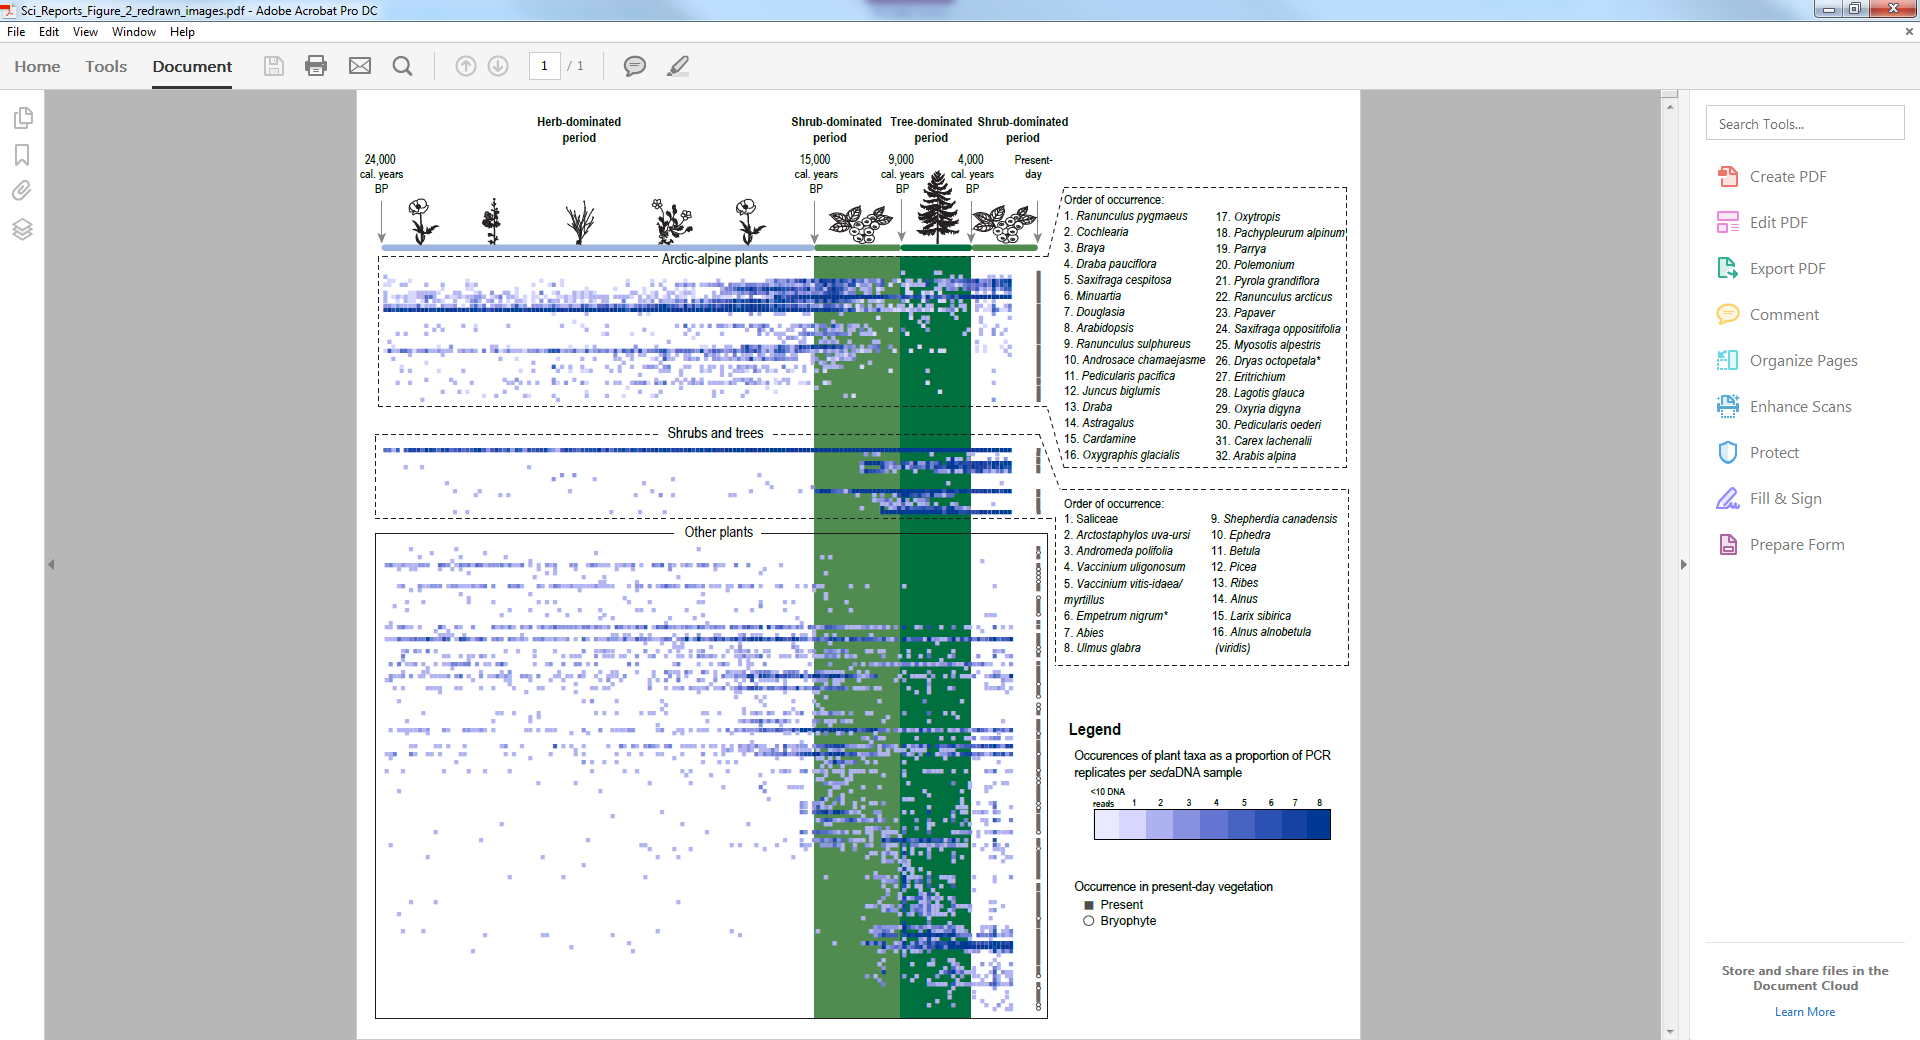 Sci_Reports_Figure_2_redrawn_images.pdf - Adobe Acrobat Pro DC
File Edit View Window Help
Home Tools Document 1 / 1
Search Tools...
Create PDF
Edit PDF
Export PDF
Comment
Organize Pages
Enhance Scans
Protect
Fill & Sign
Prepare Form
Store and share files in the
Document Cloud
Learn More
Herb-dominated
period
Shrub-dominated
period
Tree-dominated
period
Shrub-dominated
period
24,000
cal. years
BP
15,000
cal. years
BP
9,000
cal. years
BP
4,000
cal. years
BP
Present-
day
Arctic-alpine plants
Order of occurrence:
1. Ranunculus pygmaeus
2. Cochlearia
3. Braya
4. Draba pauciflora
5. Saxifraga cespitosa
6. Minuartia
7. Douglasia
8. Arabidopsis
9. Ranunculus sulphureus
10. Androsace chamaejasme
11. Pedicularis pacifica
12. Juncus biglumis
13. Draba
14. Astragalus
15. Cardamine
16. Oxygraphis glacialis
17. Oxytropis
18. Pachypleurum alpinum
19. Parrya
20. Polemonium
21. Pyrola grandiflora
22. Ranunculus arcticus
23. Papaver
24. Saxifraga oppositifolia
25. Myosotis alpestris
26. Dryas octopetala*
27. Eritrichium
28. Lagotis glauca
29. Oxyria digyna
30. Pedicularis oederi
31. Carex lachenalii
32. Arabis alpina
Shrubs and trees
Order of occurrence:
1. Saliceae
2. Arctostaphylos uva-ursi
3. Andromeda polifolia
4. Vaccinium uligonosum
5. Vaccinium vitis-idaea/
myrtillus
6. Empetrum nigrum*
7. Abies
8. Ulmus glabra
9. Shepherdia canadensis
10. Ephedra
11. Betula
12. Picea
13. Ribes
14. Alnus
15. Larix sibirica
16. Alnus alnobetula
(viridis)
Other plants
Legend
Occurences of plant taxa as a proportion of PCR
replicates per sedaDNA sample
<10 DNA
reads 1 2 3 4 5 6 7 8
Occurrence in present-day vegetation
Present
Bryophyte